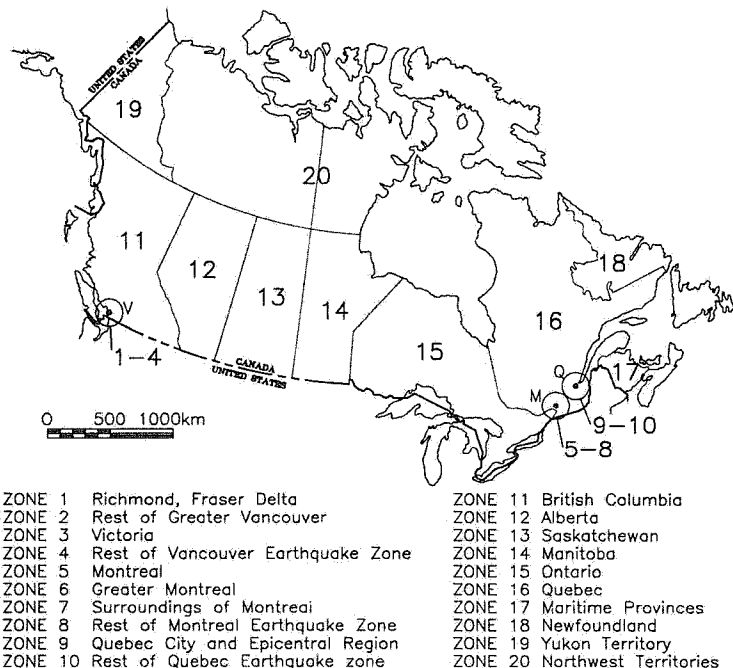 UNITED STATES
CANADA
19
20
11
12
13
14
15
16
17
18
V
1-4
CANADA
UNITED STATES
Q
M
9-10
5-8
0 500 1000km
ZONE 1 Richmond, Fraser Delta
ZONE 2 Rest of Greater Vancouver
ZONE 3 Victoria
ZONE 4 Rest of Vancouver Earthquake Zone
ZONE 5 Montreal
ZONE 6 Greater Montreal
ZONE 7 Surroundings of Montreal
ZONE 8 Rest of Montreal Earthquake Zone
ZONE 9 Quebec City and Epicentral Region
ZONE 10 Rest of Quebec Earthquake zone
ZONE 11 British Columbia
ZONE 12 Alberta
ZONE 13 Saskatchewan
ZONE 14 Manitoba
ZONE 15 Ontario
ZONE 16 Quebec
ZONE 17 Maritime Provinces
ZONE 18 Newfoundland
ZONE 19 Yukon Territory
ZONE 20 Northwest Territories